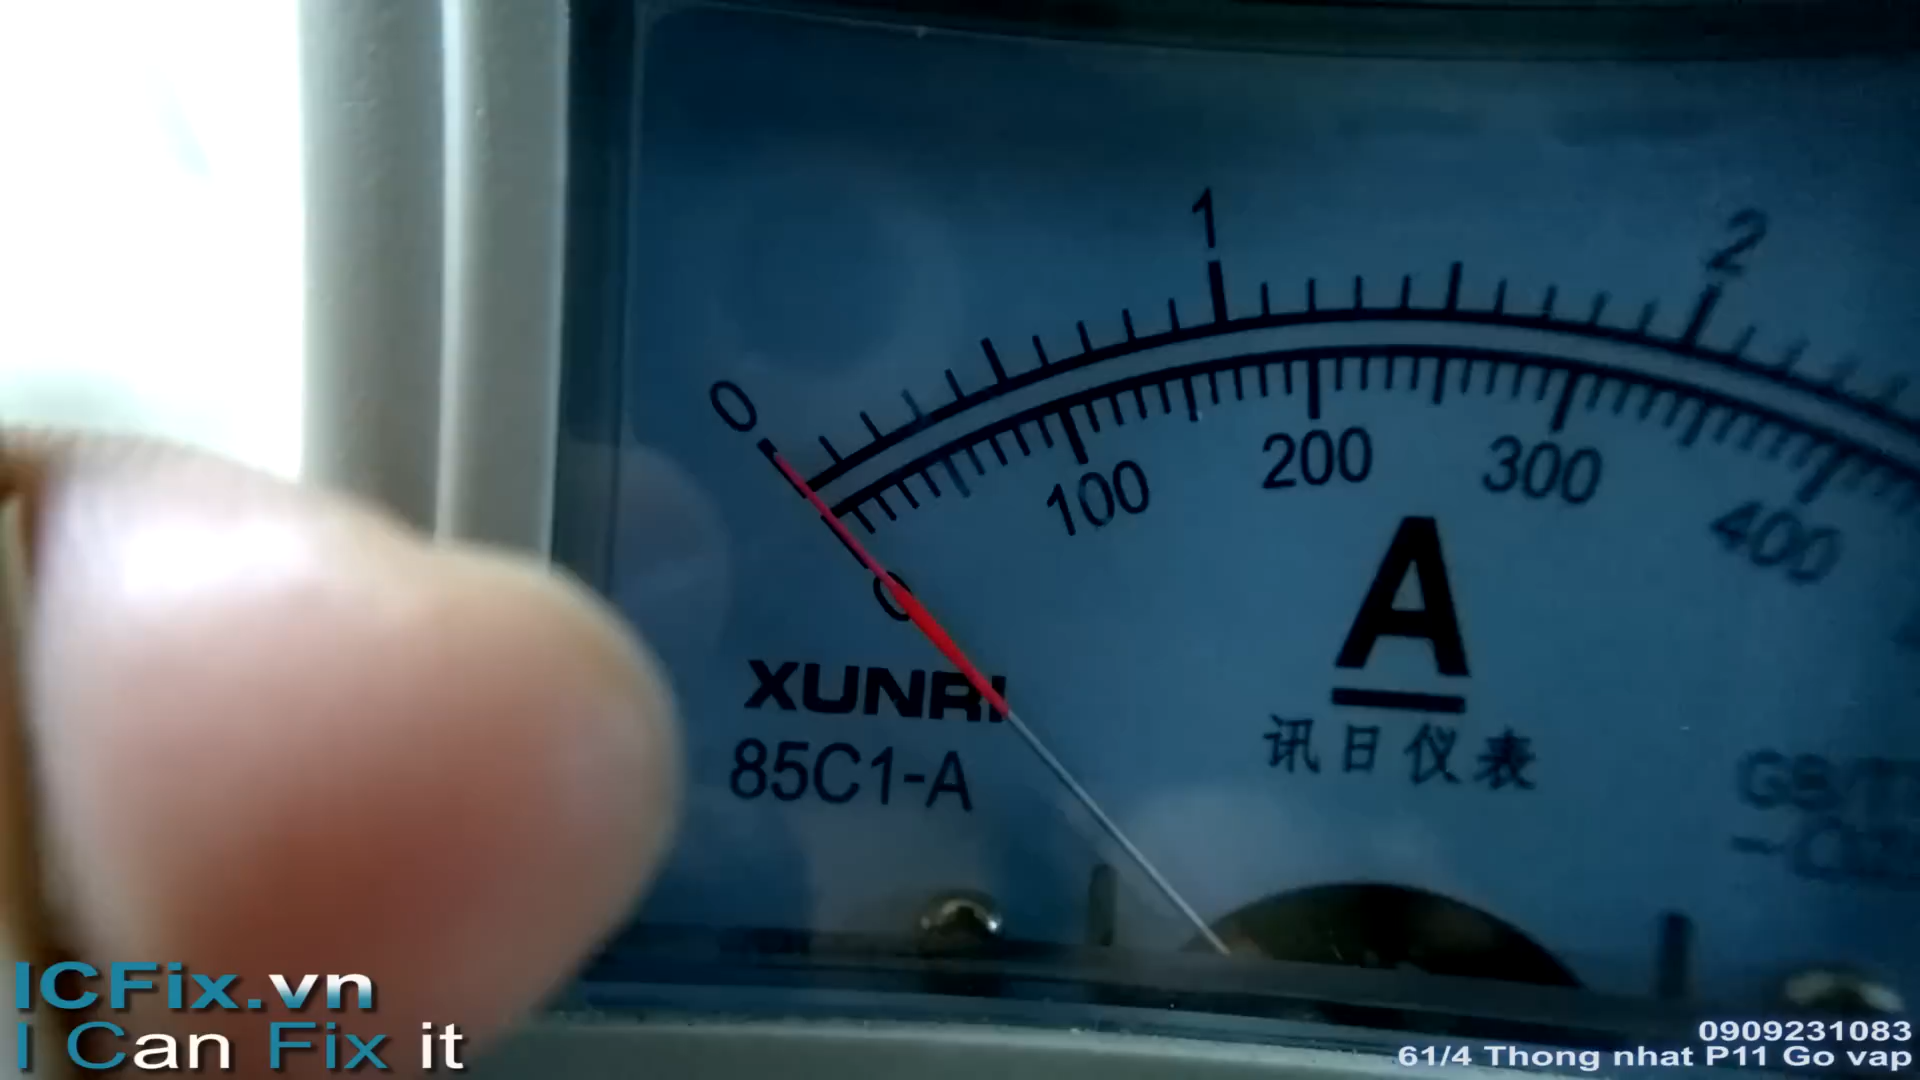 0 1 2
0 100 200 300 400
A
XUNRI
讯日仪表
85C1-A
ICFix.vn
I Can Fix it
0909231083
61/4 Thong nhat P11 Go vap